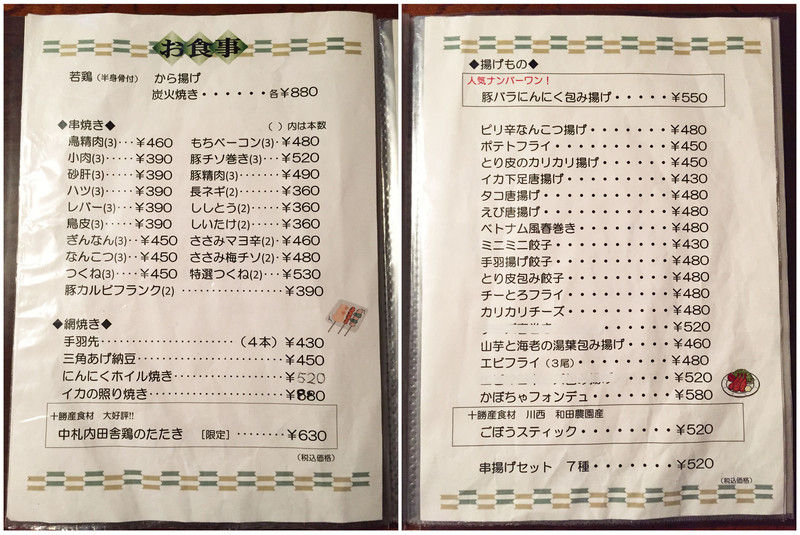 お食事
若鶏(半身骨付) から揚げ
炭火焼き・・・・・・各¥880
◆串焼き◆ ( )内は本数
鳥精肉(3)・・・¥460 もちベーコン(3)・¥480
小肉(3)・・・・¥390 豚チソ巻き(3)・・¥520
砂肝(3)・・・・¥390 豚精肉(3)・・・・¥490
ハツ(3)・・・・¥390 長ネギ(2)・・・・¥360
レバー(3)・・・¥390 ししとう(2)・・・¥360
鳥皮(3)・・・・¥390 しいたけ(2)・・・¥360
ぎんなん(3)・・¥450 ささみマヨ辛(2)・¥460
なんこつ(3)・・¥450 ささみ梅チソ(2)・¥480
つくね(3)・・・¥450 特選つくね(2)・・¥530
豚カルビフランク(2)・・・・・・・・・¥390
◆網焼き◆
手羽先・・・・・・・・・・(4本)¥430
三角あげ納豆・・・・・・・・・・・¥450
にんにくホイル焼き・・・・・・・・¥520
イカの照り焼き・・・・・・・・・・
十勝産食材 大好評!!
中札内田舎鶏のたたき [限定]・・・・¥630
(税込価格)
◆揚げもの◆
人気ナンバーワン!
豚バラにんにく包み揚げ・・・・・¥550
ピリ辛なんこつ揚げ・・・・・・・¥480
ポテトフライ・・・・・・・・・・¥450
とり皮のカリカリ揚げ・・・・・・¥450
イカ下足唐揚げ・・・・・・・・・¥430
タコ唐揚げ・・・・・・・・・・・¥480
えび唐揚げ・・・・・・・・・・・¥480
ベトナム風春巻き・・・・・・・・¥480
ミニミニ餃子・・・・・・・・・・¥430
手羽揚げ餃子・・・・・・・・・・¥480
とり皮包み餃子・・・・・・・・・¥480
チーとろフライ・・・・・・・・・¥480
カリカリチーズ・・・・・・・・・¥480
¥520
山芋と海老の湯葉包み揚げ・・・・¥460
エビフライ(3尾)・・・・・・・・¥480
¥520
かぼちゃフォンデュ・・・・・・・¥580
十勝産食材 川西 和田農園産
ごぼうスティック・・・・・・・・¥520
串揚げセット 7種・・・・・・・・¥520
(税込価格)